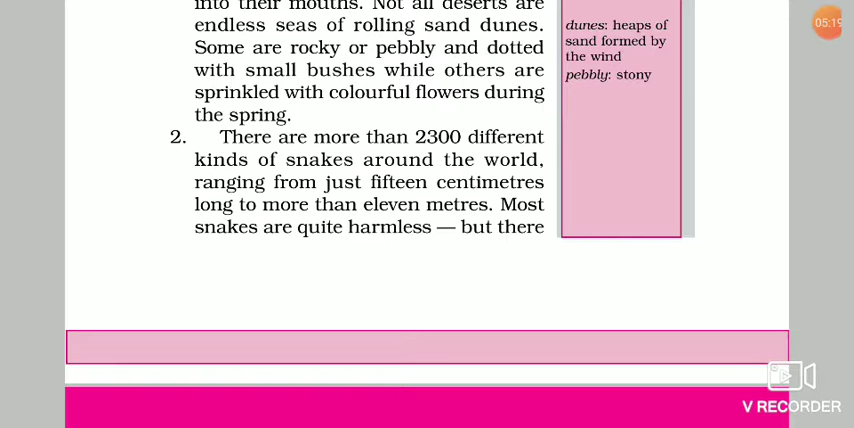 into their mouths. Not all deserts are
endless seas of rolling sand dunes.
Some are rocky or pebbly and dotted
with small bushes while others are
sprinkled with colourful flowers during
the spring.
2. There are more than 2300 different
kinds of snakes around the world,
ranging from just fifteen centimetres
long to more than eleven metres. Most
snakes are quite harmless — but there
dunes: heaps of
sand formed by
the wind
pebbly: stony
05:19
V RECORDER